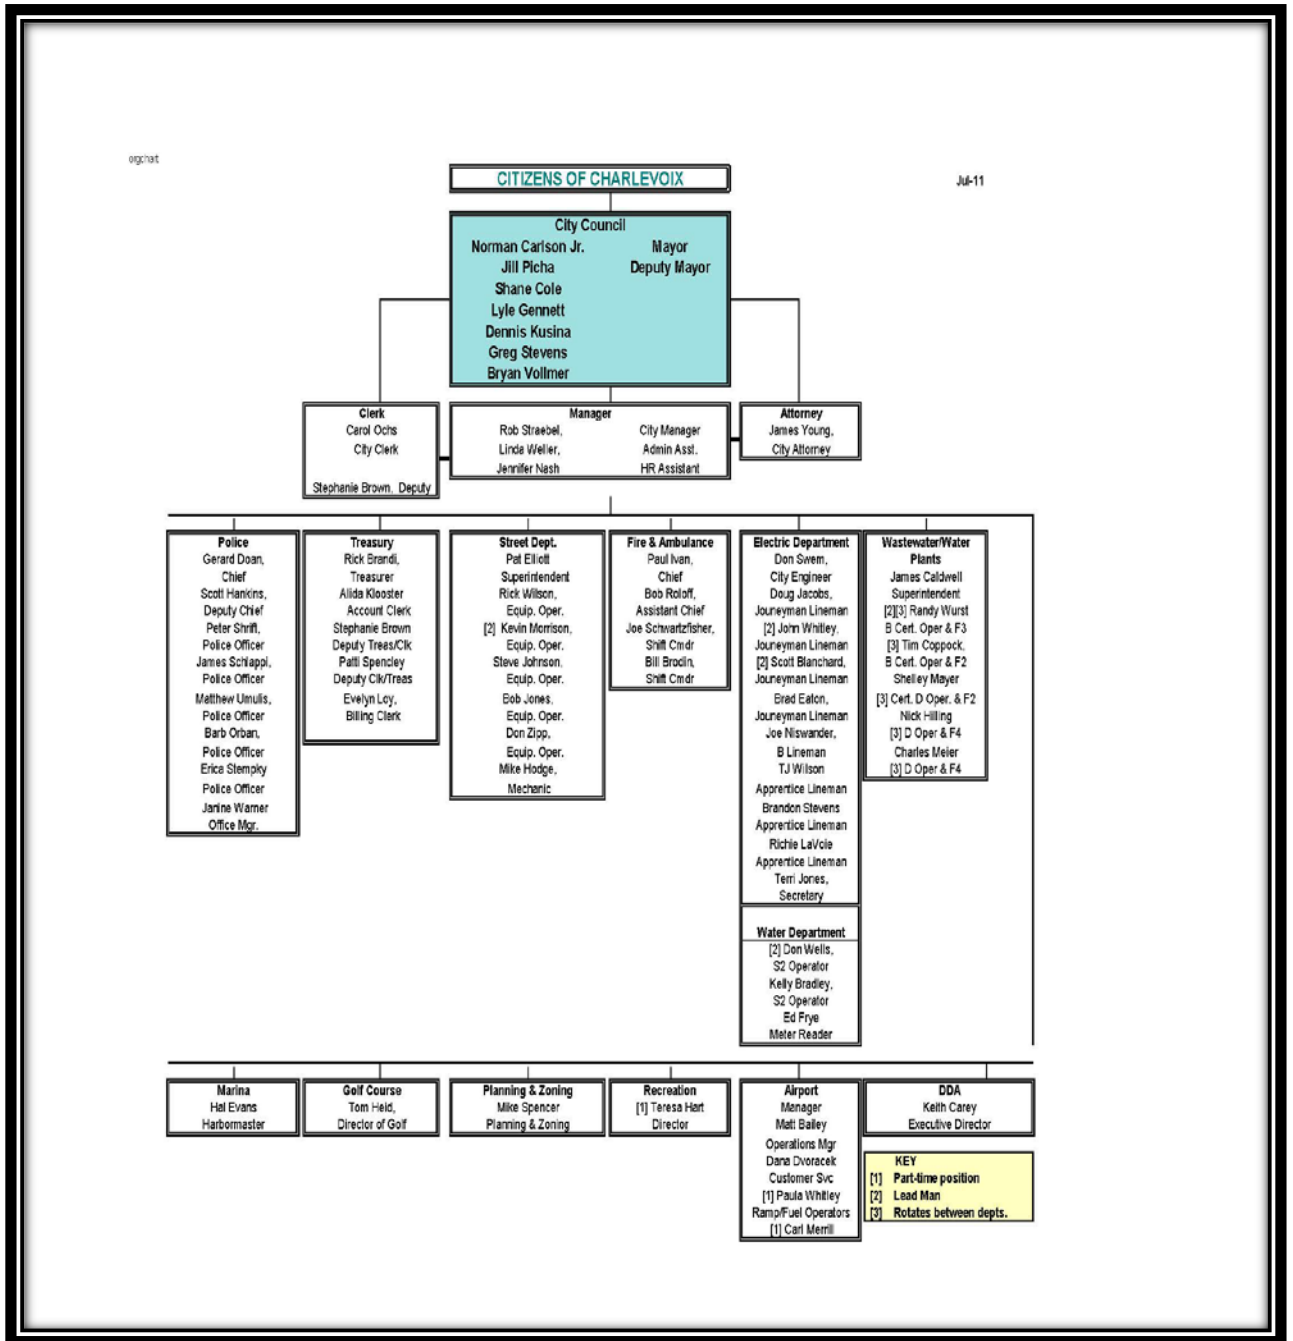 orgchart
CITIZENS OF CHARLEVOIX
Jul-11
City Council
Norman Carlson Jr. Mayor
Jill Picha Deputy Mayor
Shane Cole
Lyle Gennett
Dennis Kusina
Greg Stevens
Bryan Vollmer
Clerk
Carol Ochs
City Clerk
Stephanie Brown, Deputy
Manager
Rob Straebel, City Manager
Linda Weller, Admin Asst.
Jennifer Nash HR Assistant
Attorney
James Young,
City Attorney
Police
Gerard Doan,
Chief
Scott Hankins,
Deputy Chief
Peter Shrift,
Police Officer
James Schlappi,
Police Officer
Matthew Umulis,
Police Officer
Barb Orban,
Police Officer
Erica Stempky
Police Officer
Janine Warner
Office Mgr.
Treasury
Rick Brandi,
Treasurer
Alida Klooster
Account Clerk
Stephanie Brown
Deputy Treas/Clk
Patti Spencley
Deputy Clk/Treas
Evelyn Loy,
Billing Clerk
Street Dept.
Pat Elliott
Superintendent
Rick Wilson,
Equip. Oper.
[2] Kevin Morrison,
Equip. Oper.
Steve Johnson,
Equip. Oper.
Bob Jones,
Equip. Oper.
Don Zipp,
Equip. Oper.
Mike Hodge,
Mechanic
Fire & Ambulance
Paul Ivan,
Chief
Bob Roloff,
Assistant Chief
Joe Schwartzfisher,
Shift Cmdr
Bill Brodin,
Shift Cmdr
Electric Department
Don Swem,
City Engineer
Doug Jacobs,
Jouneyman Lineman
[2] John Whitley,
Jouneyman Lineman
[2] Scott Blanchard,
Jouneyman Lineman
Brad Eaton,
Jouneyman Lineman
Joe Niswander,
B Lineman
TJ Wilson
Apprentice Lineman
Brandon Stevens
Apprentice Lineman
Richie LaVoie
Apprentice Lineman
Terri Jones,
Secretary
Water Department
[2] Don Wells,
S2 Operator
Kelly Bradley,
S2 Operator
Ed Frye
Meter Reader
Wastewater/Water
Plants
James Caldwell
Superintendent
[2][3] Randy Wurst
B Cert. Oper & F3
[3] Tim Coppock,
B Cert. Oper & F2
Shelley Mayer
[3] Cert. D Oper. & F2
Nick Hilling
[3] D Oper & F4
Charles Meier
[3] D Oper & F4
Marina
Hal Evans
Harbormaster
Golf Course
Tom Heid,
Director of Golf
Planning & Zoning
Mike Spencer
Planning & Zoning
Recreation
[1] Teresa Hart
Director
Airport
Manager
Matt Bailey
Operations Mgr
Dana Dvoracek
Customer Svc
[1] Paula Whitley
Ramp/Fuel Operators
[1] Carl Merrill
DDA
Keith Carey
Executive Director
KEY
[1] Part-time position
[2] Lead Man
[3] Rotates between depts.